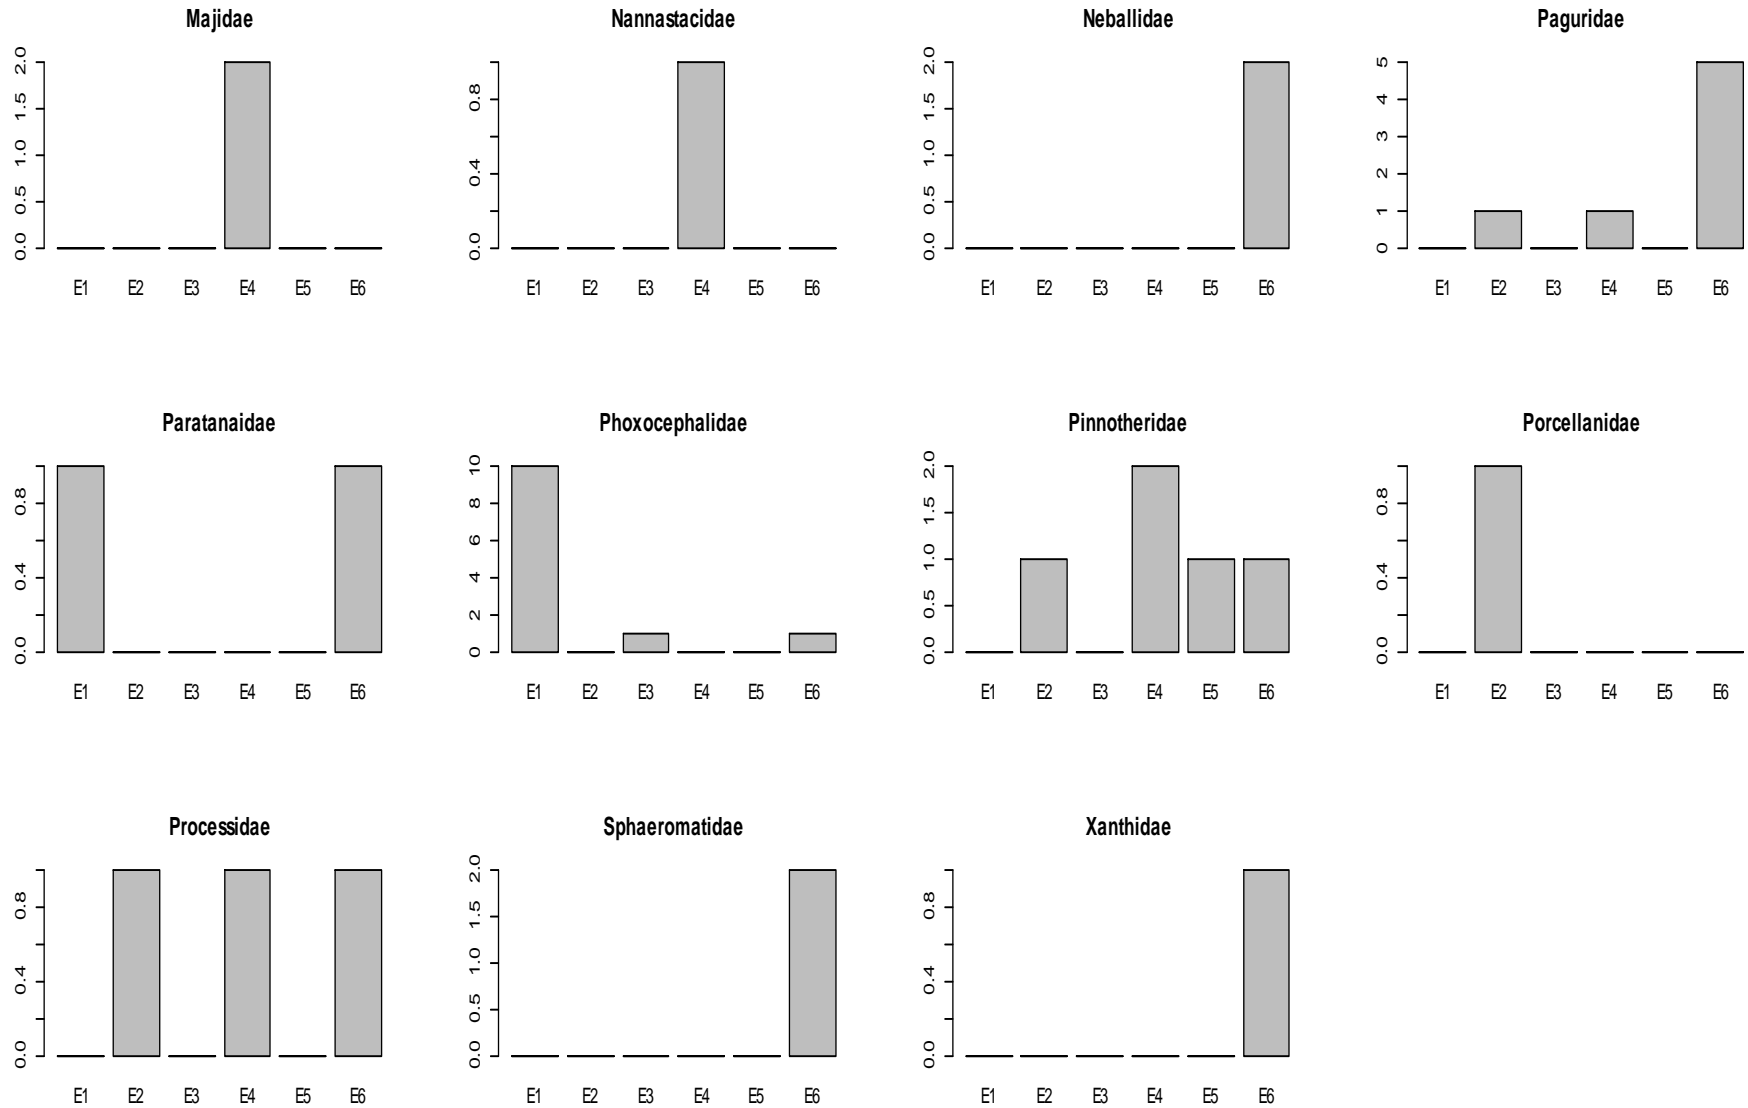 Majidae Nannastacidae Neballidae Paguridae
2.0 0.8 2.0 5
1.5 0.4 1.5 4
1.0 0.0 1.0 3
0.5 0.5 2
0.0 0.0 1
0
E1 E2 E3 E4 E5 E6 E1 E2 E3 E4 E5 E6 E1 E2 E3 E4 E5 E6 E1 E2 E3 E4 E5 E6
Paratanaidae Phoxocephalidae Pinnotheridae Porcellanidae
0.8 10 2.0 0.8
0.4 8 1.5 0.4
0.0 6 1.0 0.0
4 0.5
2 0.0
0
E1 E2 E3 E4 E5 E6 E1 E2 E3 E4 E5 E6 E1 E2 E3 E4 E5 E6 E1 E2 E3 E4 E5 E6
Processidae Sphaeromatidae Xanthidae
0.8 2.0 0.8
0.4 1.5 0.4
0.0 1.0 0.0
0.5
0.0
E1 E2 E3 E4 E5 E6 E1 E2 E3 E4 E5 E6 E1 E2 E3 E4 E5 E6